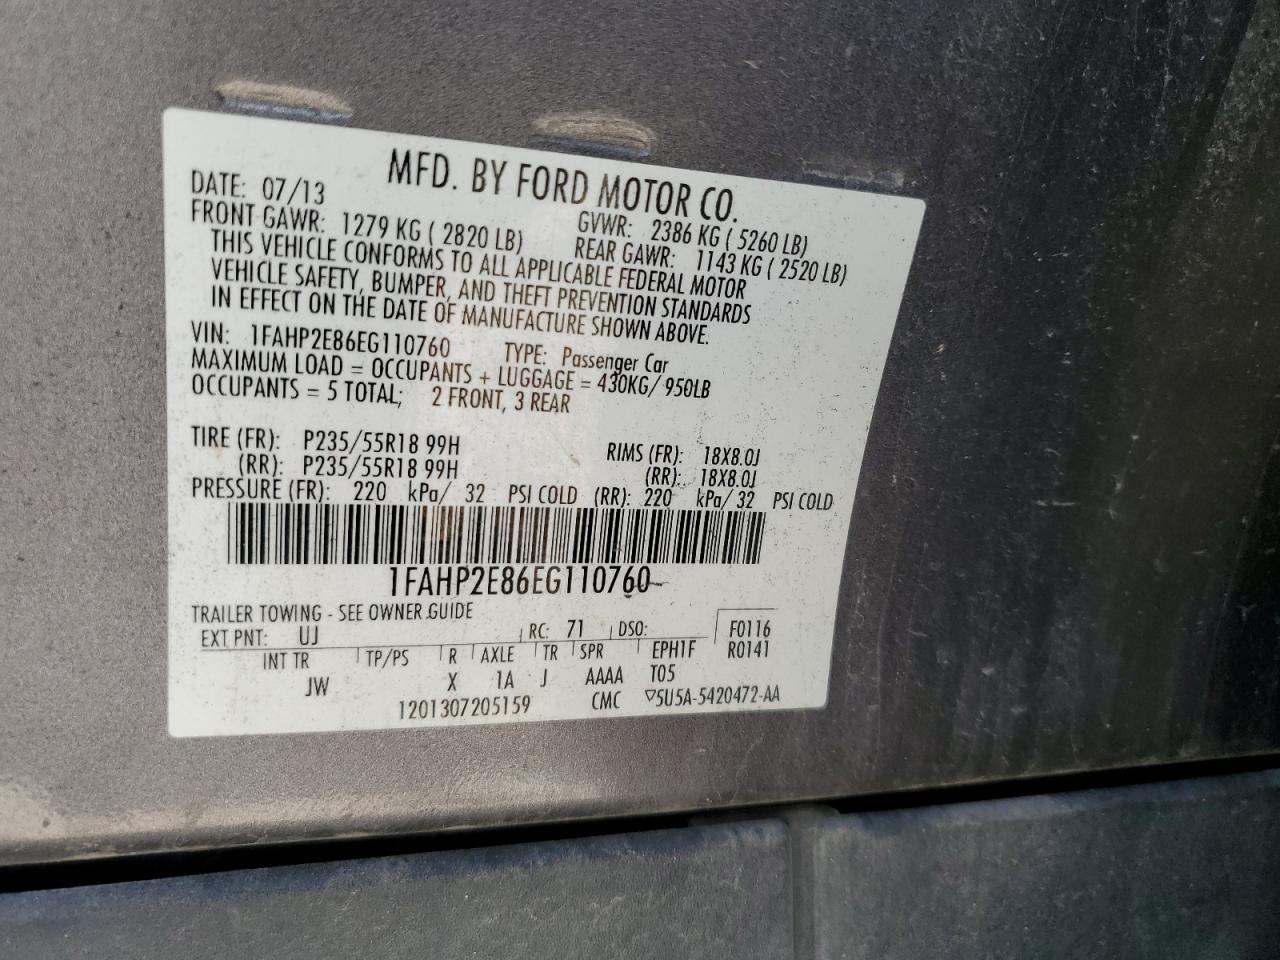 MFD. BY FORD MOTOR CO.
DATE: 07/13 GVWR: 2386 KG ( 5260 LB)
FRONT GAWR: 1279 KG ( 2820 LB) REAR GAWR: 1143 KG ( 2520 LB)
THIS VEHICLE CONFORMS TO ALL APPLICABLE FEDERAL MOTOR
VEHICLE SAFETY, BUMPER, AND THEFT PREVENTION STANDARDS
IN EFFECT ON THE DATE OF MANUFACTURE SHOWN ABOVE.
VIN: 1FAHP2E86EG110760 TYPE: Passenger Car
MAXIMUM LOAD = OCCUPANTS + LUGGAGE = 430KG/ 950LB
OCCUPANTS = 5 TOTAL; 2 FRONT, 3 REAR
TIRE (FR): P235/55R18 99H RIMS (FR): 18X8.0J
(RR): P235/55R18 99H (RR): 18X8.0J
PRESSURE (FR): 220 kPa/ 32 PSI COLD (RR): 220 kPa/ 32 PSI COLD
1FAHP2E86EG110760
TRAILER TOWING - SEE OWNER GUIDE
EXT PNT: UJ RC: 71 DSO: F0116
INT TR TP/PS R AXLE TR SPR EPH1F R0141
JW X 1A J AAAA T05
1201307205159 CMC ▽5U5A-5420472-AA